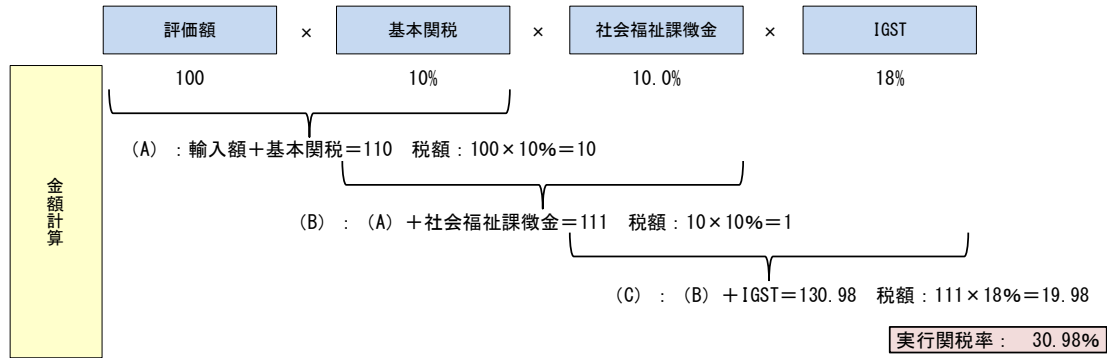 評価額 × 基本関税 × 社会福祉課徴金 × IGST
100 10% 10.0% 18%
(A) :輸入額+基本関税=110 税額:100×10%=10
金額計算
(B) : (A) +社会福祉課徴金=111 税額:10×10%=1
(C) : (B) +IGST=130.98 税額:111×18%=19.98
実行関税率: 30.98%